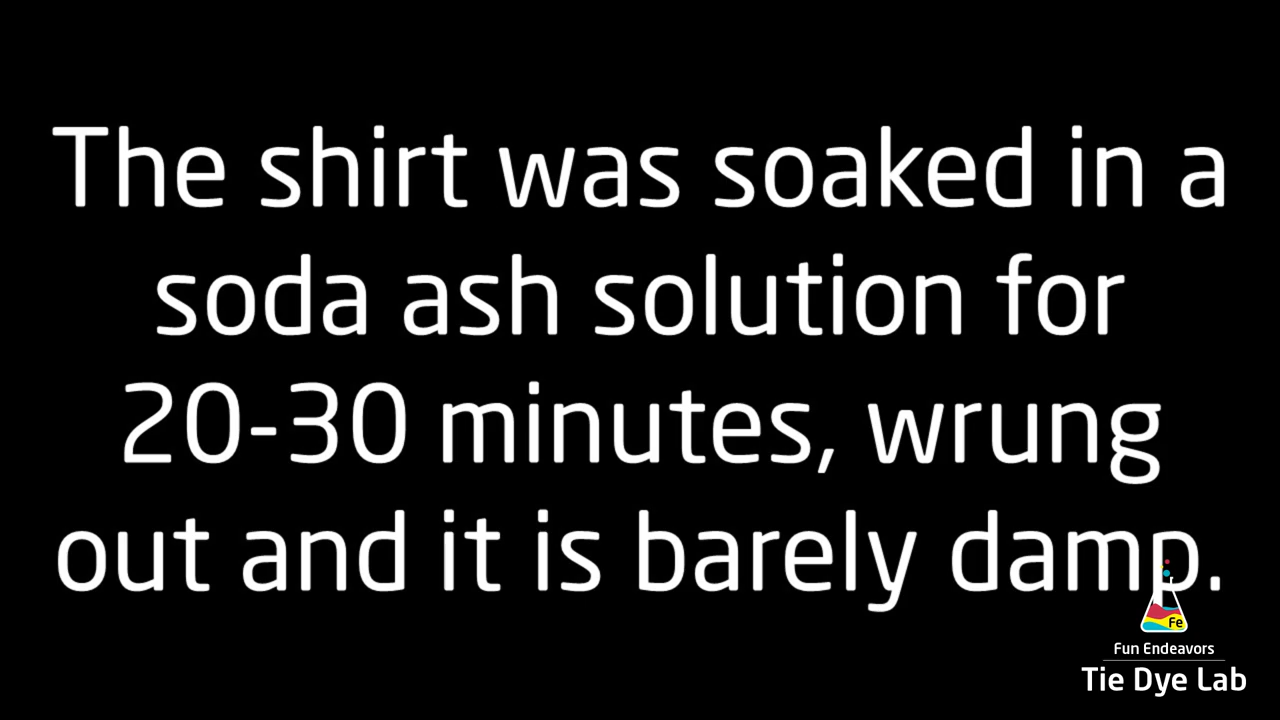 The shirt was soaked in a
soda ash solution for
20-30 minutes, wrung
out and it is barely damp.
Fe
Fun Endeavors
Tie Dye Lab